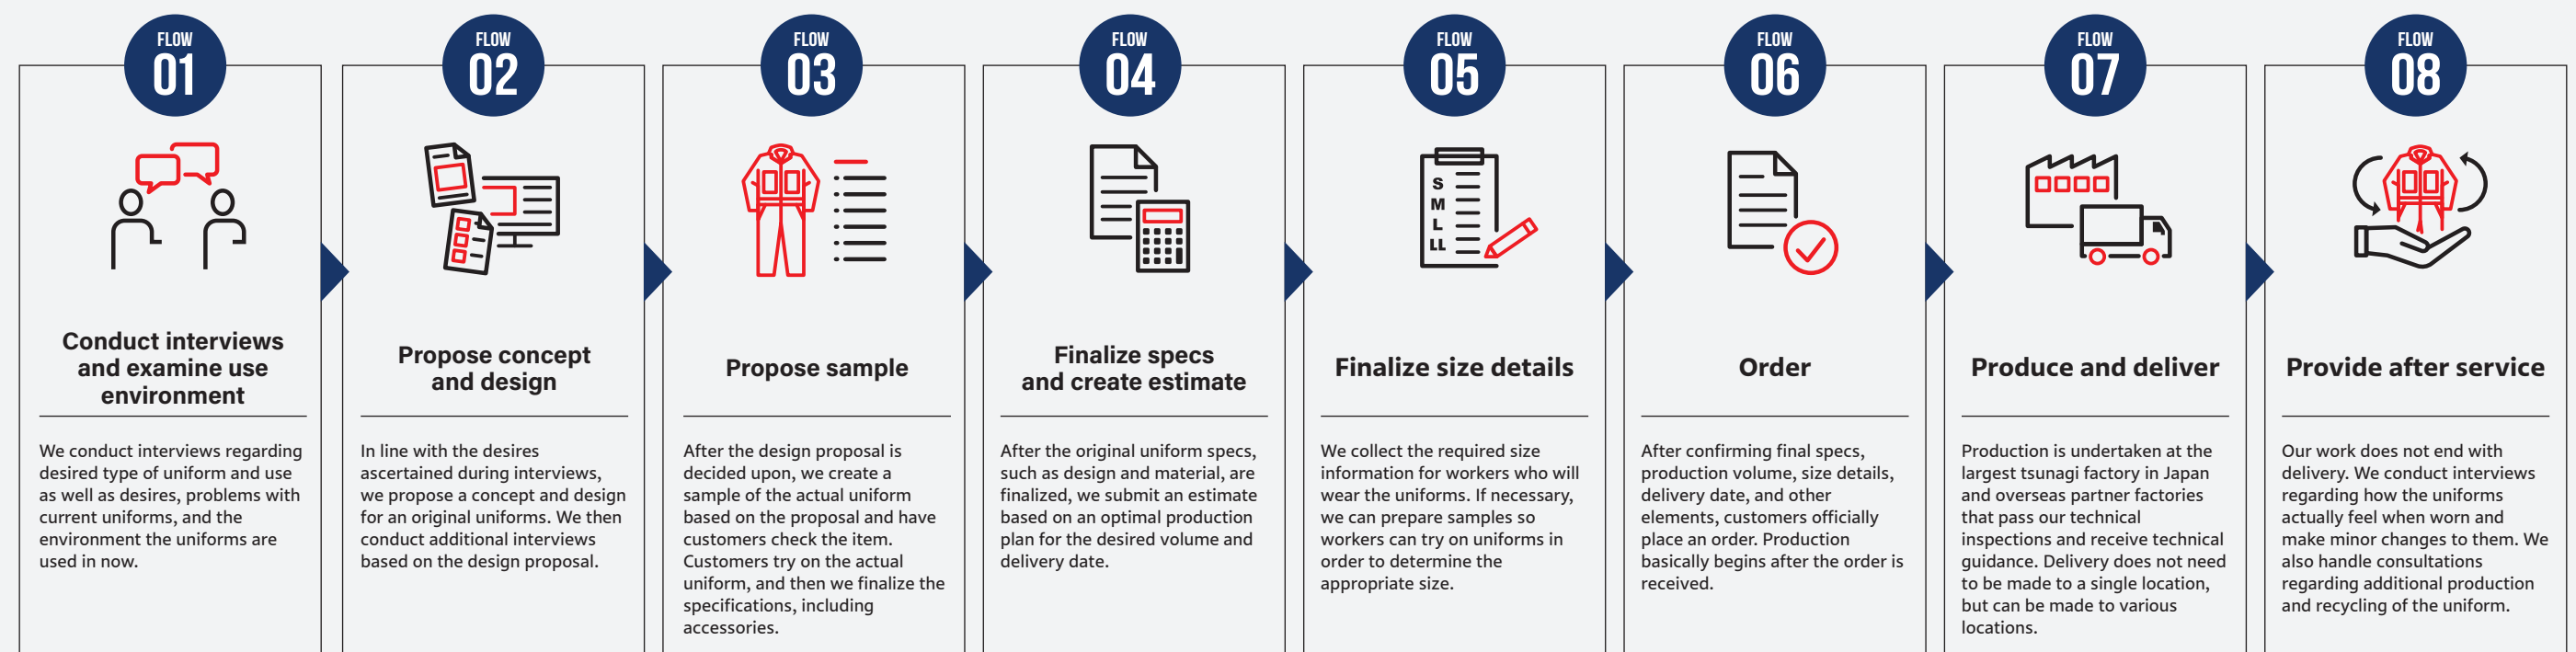 FLOW
01
Conduct interviews
and examine use
environment
We conduct interviews regarding
desired type of uniform and use
as well as desires, problems with
current uniforms, and the
environment the uniforms are
used in now.
FLOW
02
Propose concept
and design
In line with the desires
ascertained during interviews,
we propose a concept and design
for an original uniforms. We then
conduct additional interviews
based on the design proposal.
FLOW
03
Propose sample
After the design proposal is
decided upon, we create a
sample of the actual uniform
based on the proposal and have
customers check the item.
Customers try on the actual
uniform, and then we finalize the
specifications, including
accessories.
FLOW
04
Finalize specs
and create estimate
After the original uniform specs,
such as design and material, are
finalized, we submit an estimate
based on an optimal production
plan for the desired volume and
delivery date.
FLOW
05
S
M
L
LL
Finalize size details
We collect the required size
information for workers who will
wear the uniforms. If necessary,
we can prepare samples so
workers can try on uniforms in
order to determine the
appropriate size.
FLOW
06
Order
After confirming final specs,
production volume, size details,
delivery date, and other
elements, customers officially
place an order. Production
basically begins after the order is
received.
FLOW
07
Produce and deliver
Production is undertaken at the
largest tsunagi factory in Japan
and overseas partner factories
that pass our technical
inspections and receive technical
guidance. Delivery does not need
to be made to a single location,
but can be made to various
locations.
FLOW
08
Provide after service
Our work does not end with
delivery. We conduct interviews
regarding how the uniforms
actually feel when worn and
make minor changes to them. We
also handle consultations
regarding additional production
and recycling of the uniform.